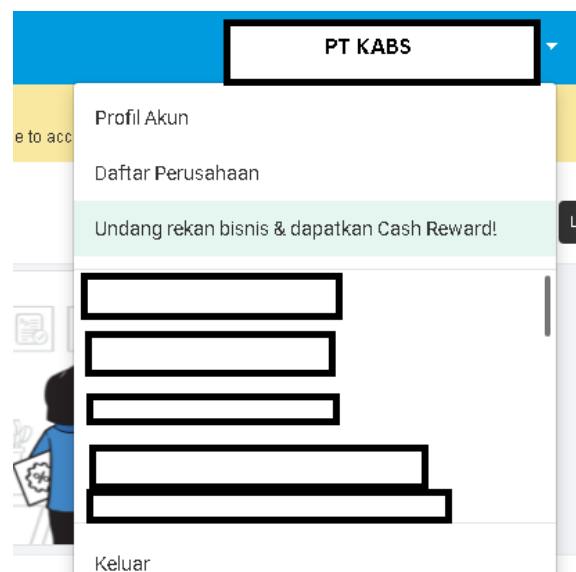 PT KABS
e to acc
Profil Akun
Daftar Perusahaan
Undang rekan bisnis & dapatkan Cash Reward!
L
%
Keluar